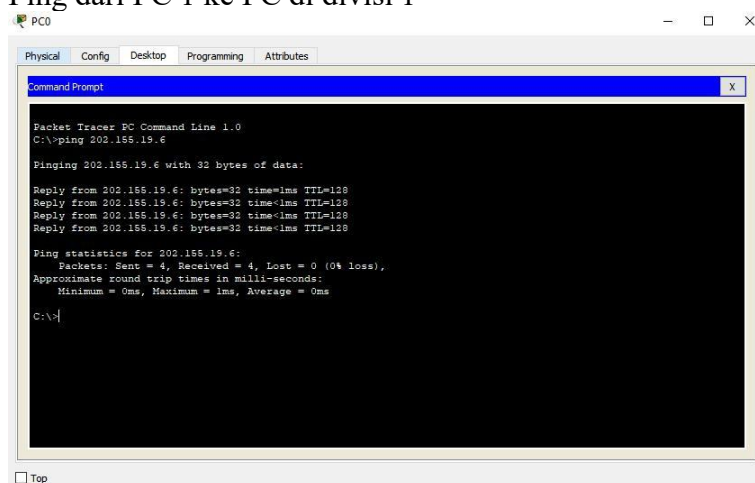 Ping dari PC 1 ke PC di divisi 1
PC0
Physical Config Desktop Programming Attributes
Command Prompt
X
Packet Tracer PC Command Line 1.0
C:\>ping 202.155.19.6
Pinging 202.155.19.6 with 32 bytes of data:
Reply from 202.155.19.6: bytes=32 time=1ms TTL=128
Reply from 202.155.19.6: bytes=32 time<1ms TTL=128
Reply from 202.155.19.6: bytes=32 time<1ms TTL=128
Reply from 202.155.19.6: bytes=32 time<1ms TTL=128
Ping statistics for 202.155.19.6:
Packets: Sent = 4, Received = 4, Lost = 0 (0% loss),
Approximate round trip times in milli-seconds:
Minimum = 0ms, Maximum = 1ms, Average = 0ms
C:\>
Top